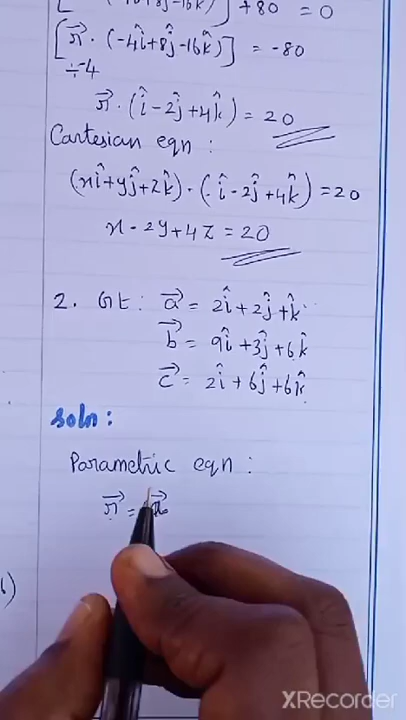 +80 = 0
[r⃗ · (-4î+8ĵ-16k̂)] = -80
÷-4
r⃗ · (î-2ĵ+4k̂) = 20
Cartesian eqn :
(xî+yĵ+zk̂) · (î-2ĵ+4k̂) = 20
x - 2y + 4z = 20
2. Gt : a⃗ = 2î + 2ĵ + k̂
b⃗ = 9î + 3ĵ + 6k̂
c⃗ = 2î + 6ĵ + 6k̂
Soln :
Parametric eqn :
r⃗ =
XRecorder